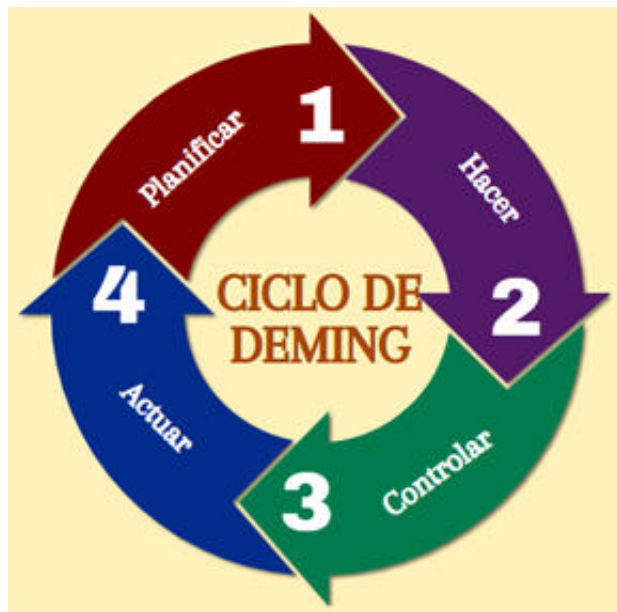 1
Planificar
Hacer
2
CICLO DE
DEMING
Controlar
3
Actuar
4